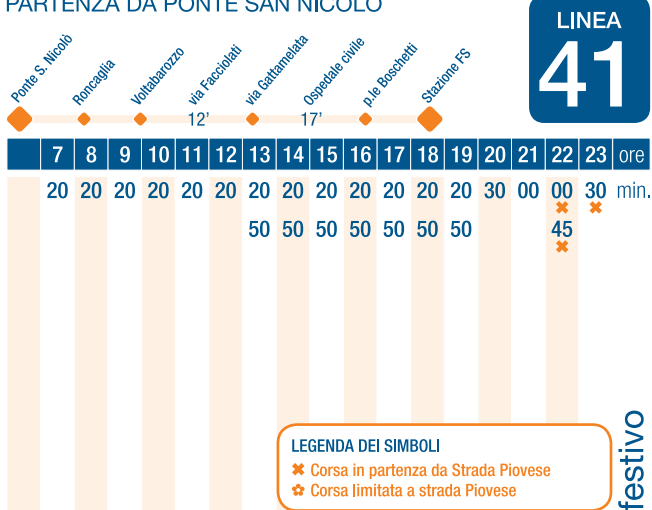 PARTENZA DA PONTE SAN NICOLÒ
LINEA
41
Ponte S. Nicolò
Roncaglia
Voltabarozzo
via Facciolati
via Gattamelata
Ospedale civile
p.le Boschetti
Stazione FS
12' 17'
7 8 9 10 11 12 13 14 15 16 17 18 19 20 21 22 23 ore
20 20 20 20 20 20 20 20 20 20 20 20 20 30 00 00 30 min.
✖ ✖
50 50 50 50 50 50 50 45
✖
LEGENDA DEI SIMBOLI
✖ Corsa in partenza da Strada Piovese
✿ Corsa limitata a strada Piovese
festivo